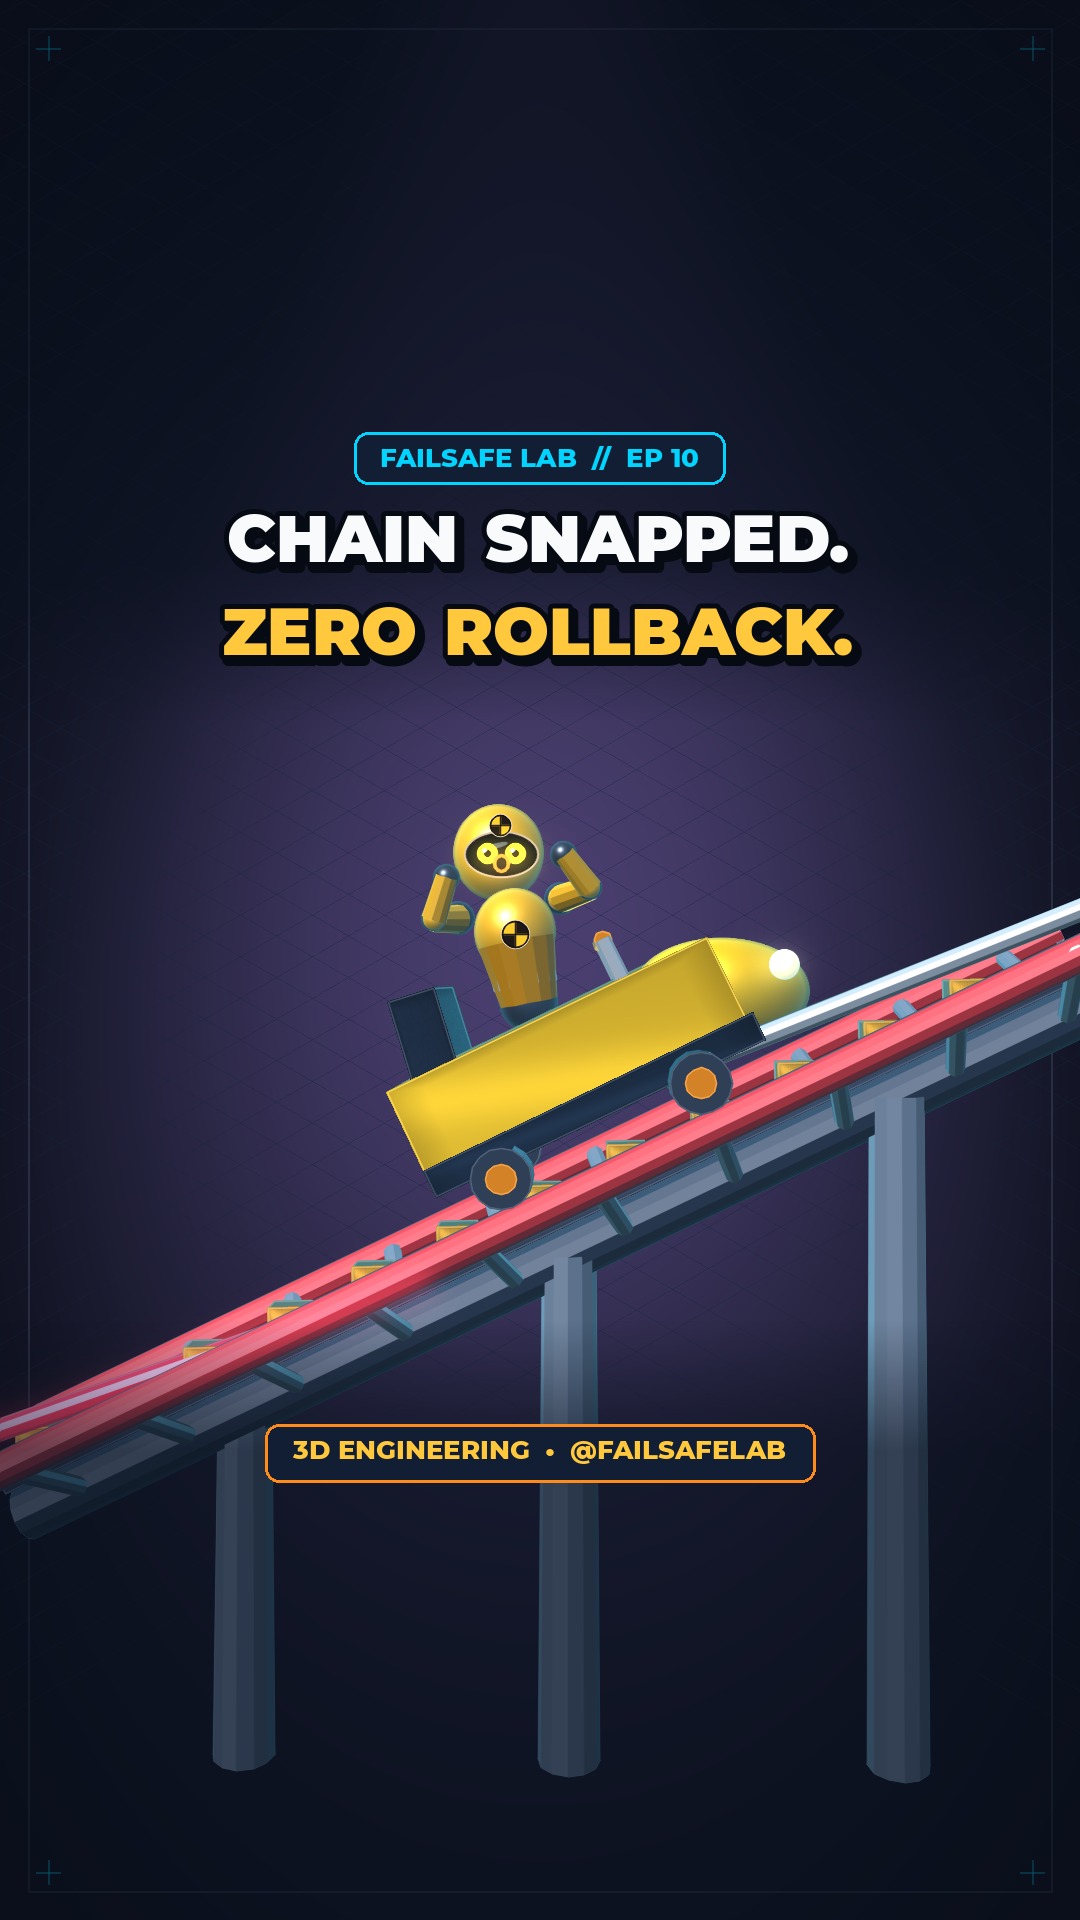 FAILSAFE LAB // EP 10
CHAIN SNAPPED.
ZERO ROLLBACK.
3D ENGINEERING • @FAILSAFELAB